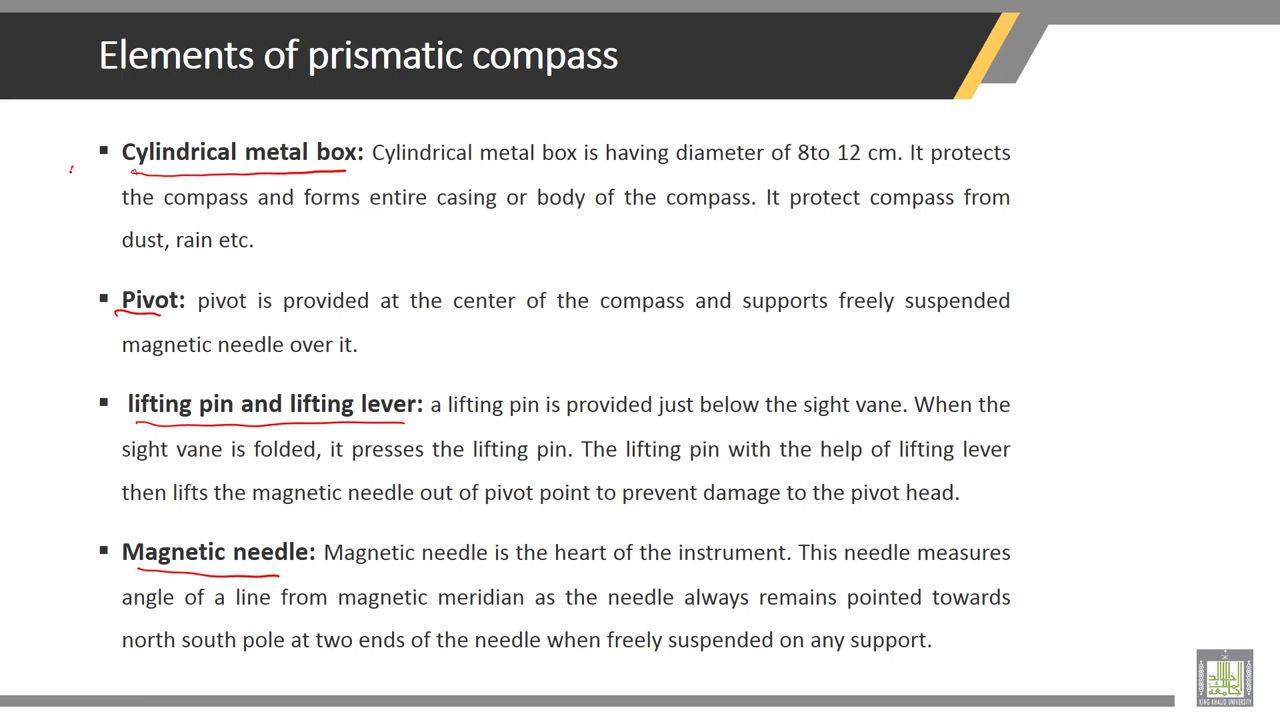 Elements of prismatic compass
▪ Cylindrical metal box: Cylindrical metal box is having diameter of 8to 12 cm. It protects
the compass and forms entire casing or body of the compass. It protect compass from
dust, rain etc.
▪ Pivot: pivot is provided at the center of the compass and supports freely suspended
magnetic needle over it.
▪ lifting pin and lifting lever: a lifting pin is provided just below the sight vane. When the
sight vane is folded, it presses the lifting pin. The lifting pin with the help of lifting lever
then lifts the magnetic needle out of pivot point to prevent damage to the pivot head.
▪ Magnetic needle: Magnetic needle is the heart of the instrument. This needle measures
angle of a line from magnetic meridian as the needle always remains pointed towards
north south pole at two ends of the needle when freely suspended on any support.
KING KHALID UNIVERSITY